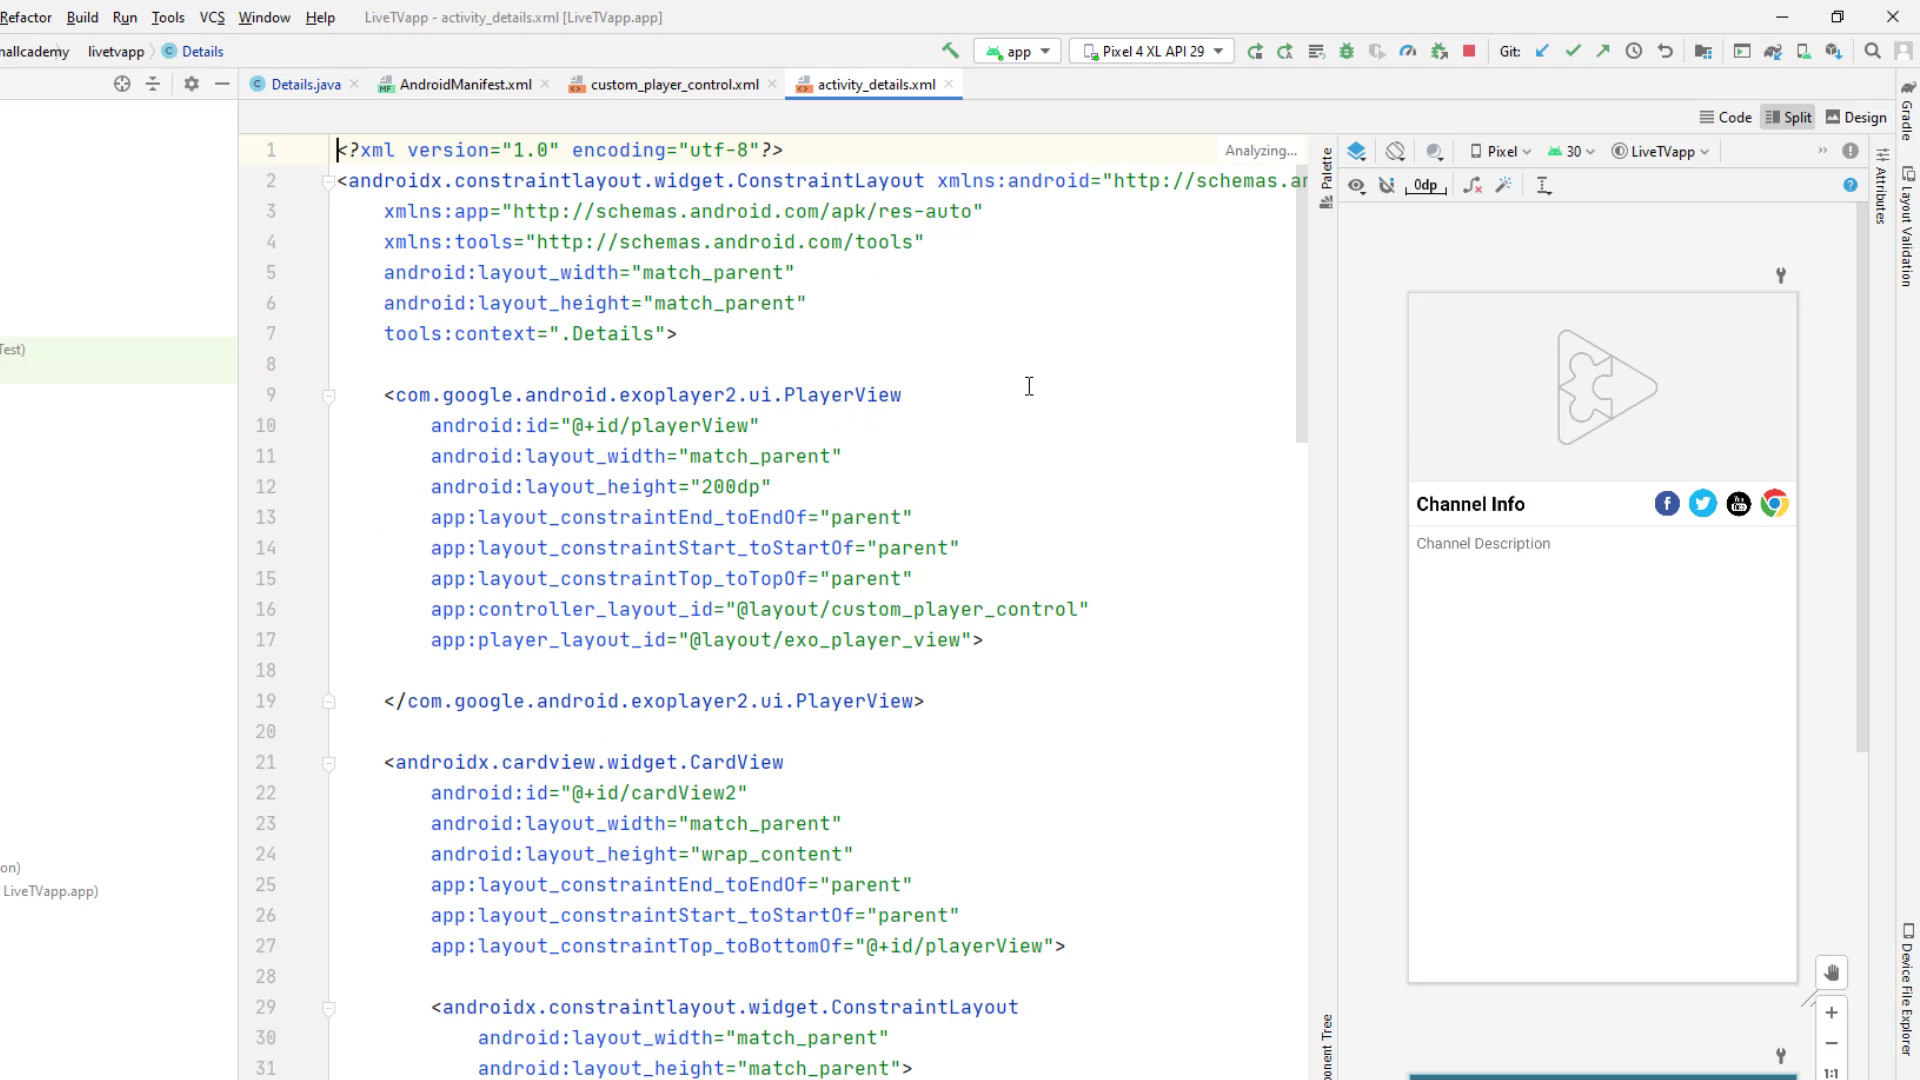 Refactor Build Run Tools VCS Window Help LiveTVapp - activity_details.xml [LiveTVapp.app]
nallcademy livetvapp Details app Pixel 4 XL API 29 Git:
Details.java AndroidManifest.xml custom_player_control.xml activity_details.xml
Code Split Design
Analyzing...
Pixel 30 LiveTVapp
0dp
1 <?xml version="1.0" encoding="utf-8"?>
2 <androidx.constraintlayout.widget.ConstraintLayout xmlns:android="http://schemas.ar
3 xmlns:app="http://schemas.android.com/apk/res-auto"
4 xmlns:tools="http://schemas.android.com/tools"
5 android:layout_width="match_parent"
6 android:layout_height="match_parent"
7 tools:context=".Details">
8
9 <com.google.android.exoplayer2.ui.PlayerView
10 android:id="@+id/playerView"
11 android:layout_width="match_parent"
12 android:layout_height="200dp"
13 app:layout_constraintEnd_toEndOf="parent"
14 app:layout_constraintStart_toStartOf="parent"
15 app:layout_constraintTop_toTopOf="parent"
16 app:controller_layout_id="@layout/custom_player_control"
17 app:player_layout_id="@layout/exo_player_view">
18
19 </com.google.android.exoplayer2.ui.PlayerView>
20
21 <androidx.cardview.widget.CardView
22 android:id="@+id/cardView2"
23 android:layout_width="match_parent"
24 android:layout_height="wrap_content"
25 app:layout_constraintEnd_toEndOf="parent"
26 app:layout_constraintStart_toStartOf="parent"
27 app:layout_constraintTop_toBottomOf="@+id/playerView">
28
29 <androidx.constraintlayout.widget.ConstraintLayout
30 android:layout_width="match_parent"
31 android:layout_height="match_parent">
Test)
on)
LiveTVapp.app)
Palette
ponent Tree
Channel Info
Channel Description
1:1
Attributes
Gradle
Layout Validation
Device File Explorer